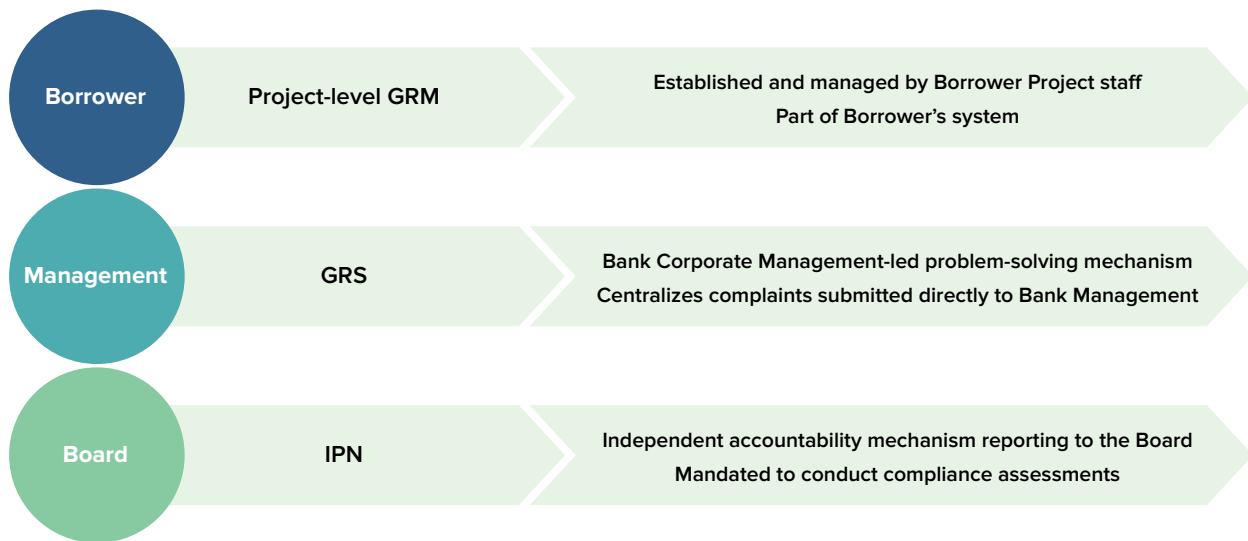 Borrower
Project-level GRM
Established and managed by Borrower Project staff
Part of Borrower's system
Management
GRS
Bank Corporate Management-led problem-solving mechanism
Centralizes complaints submitted directly to Bank Management
Board
IPN
Independent accountability mechanism reporting to the Board
Mandated to conduct compliance assessments